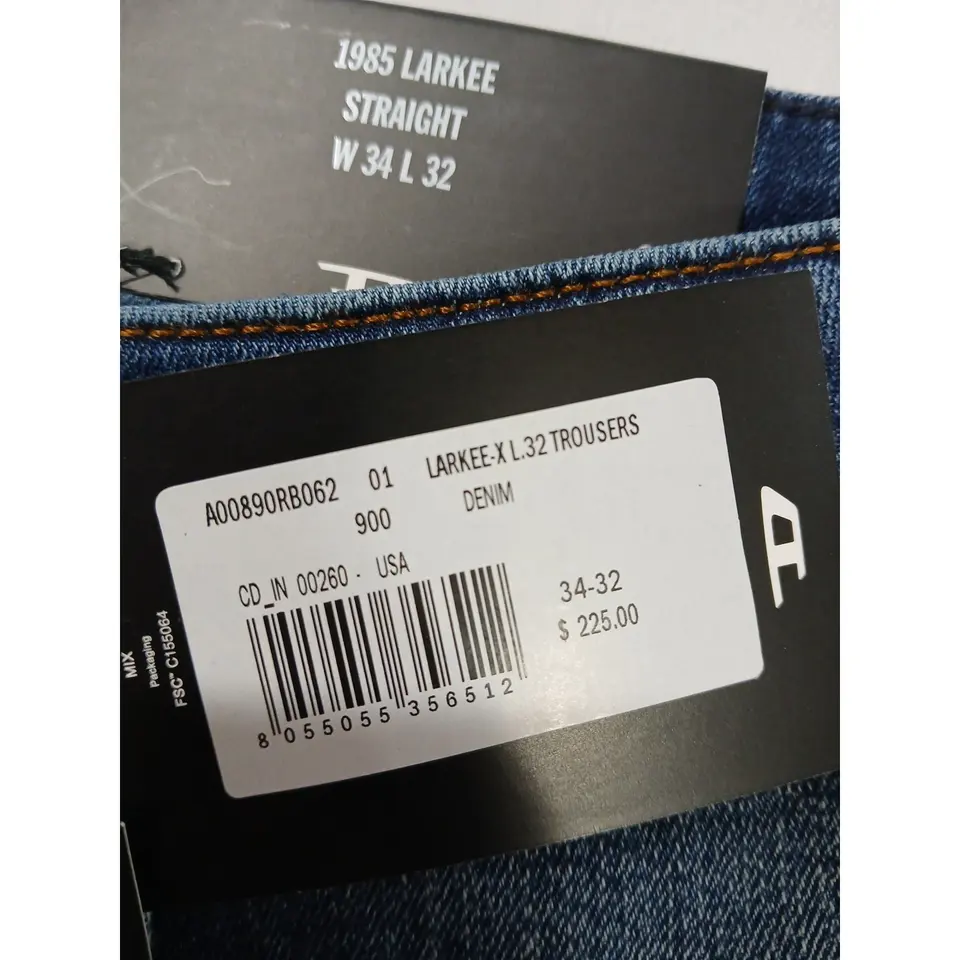 1985 LARKEE
STRAIGHT
W 34 L 32
A00890RB062 01 LARKEE-X L.32 TROUSERS
900 DENIM
CD_IN 00260 - USA
34-32
$ 225.00
8 055055 356512
MIX
Packaging
FSC™ C155064
D